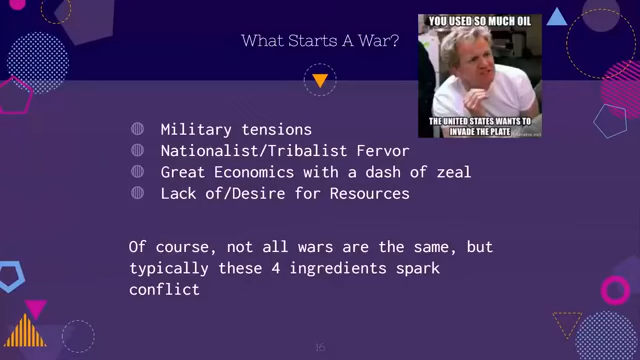 What Starts A War?
YOU USED SO MUCH OIL
THE UNITED STATES WANTS TO
INVADE THE PLATE
Military tensions
Nationalist/Tribalist Fervor
Great Economics with a dash of zeal
Lack of/Desire for Resources
Of course, not all wars are the same, but
typically these 4 ingredients spark
conflict
16